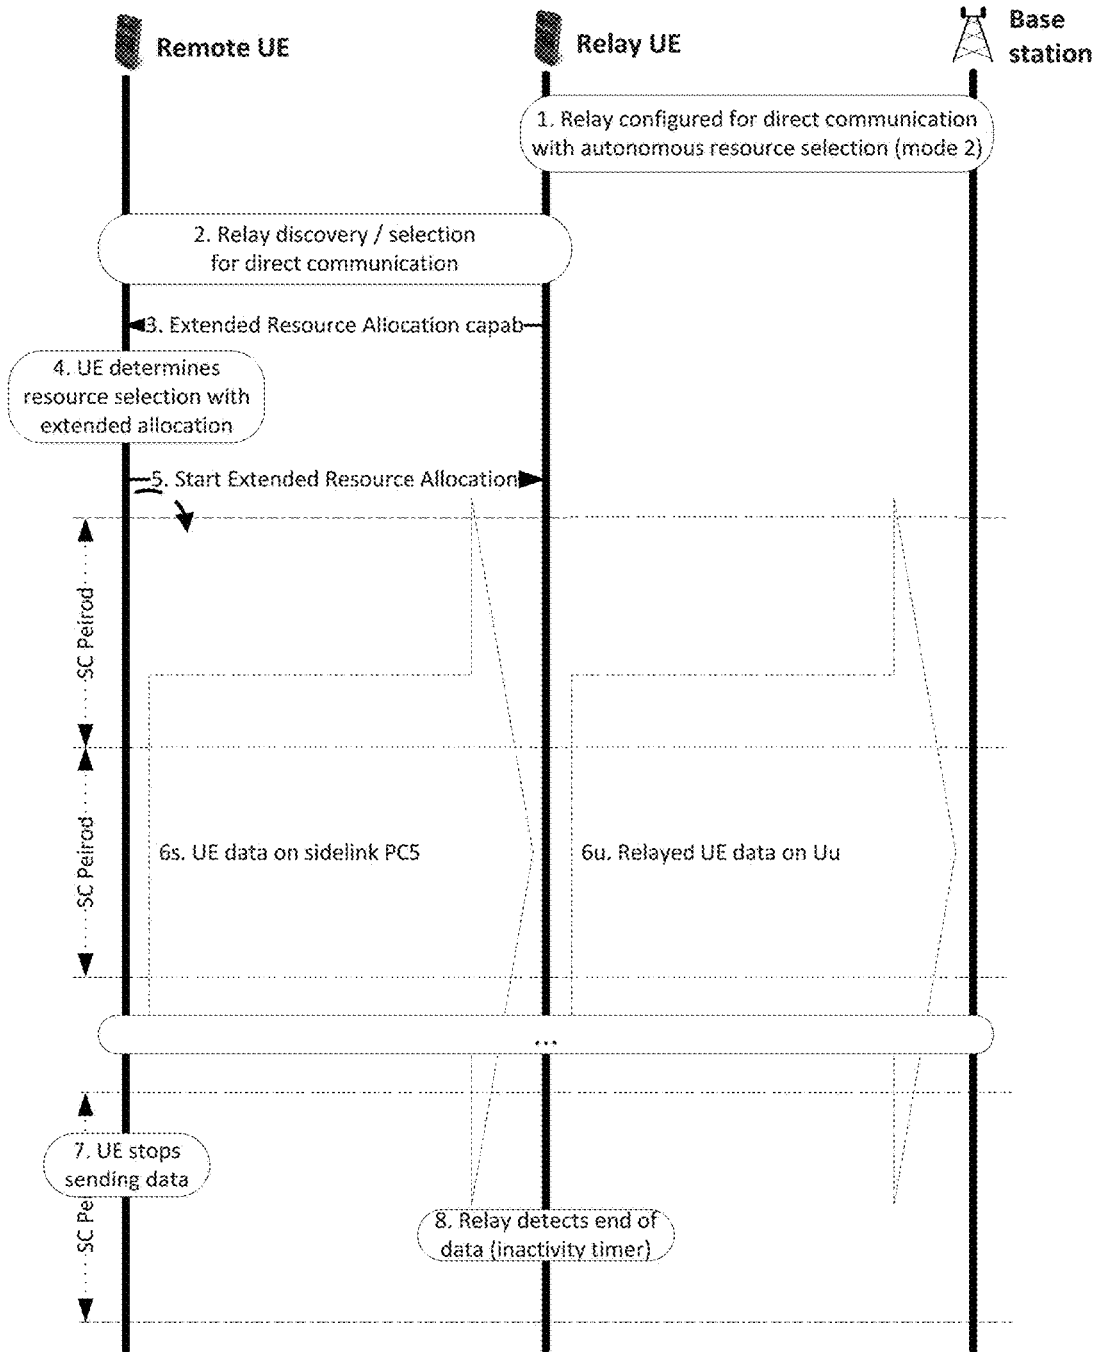 Remote UE
Relay UE
Base
station
1. Relay configured for direct communication
with autonomous resource selection (mode 2)
2. Relay discovery / selection
for direct communication
3. Extended Resource Allocation capab
4. UE determines
resource selection with
extended allocation
5. Start Extended Resource Allocation
SC Peirod
SC Peirod
6s. UE data on sidelink PC5
6u. Relayed UE data on Uu
...
7. UE stops
sending data
SC Pei
8. Relay detects end of
data (inactivity timer)